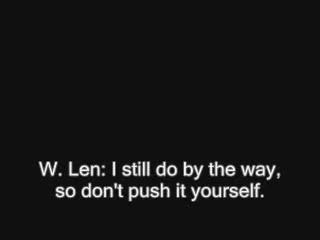 W. Len: I still do by the way,
so don't push it yourself.